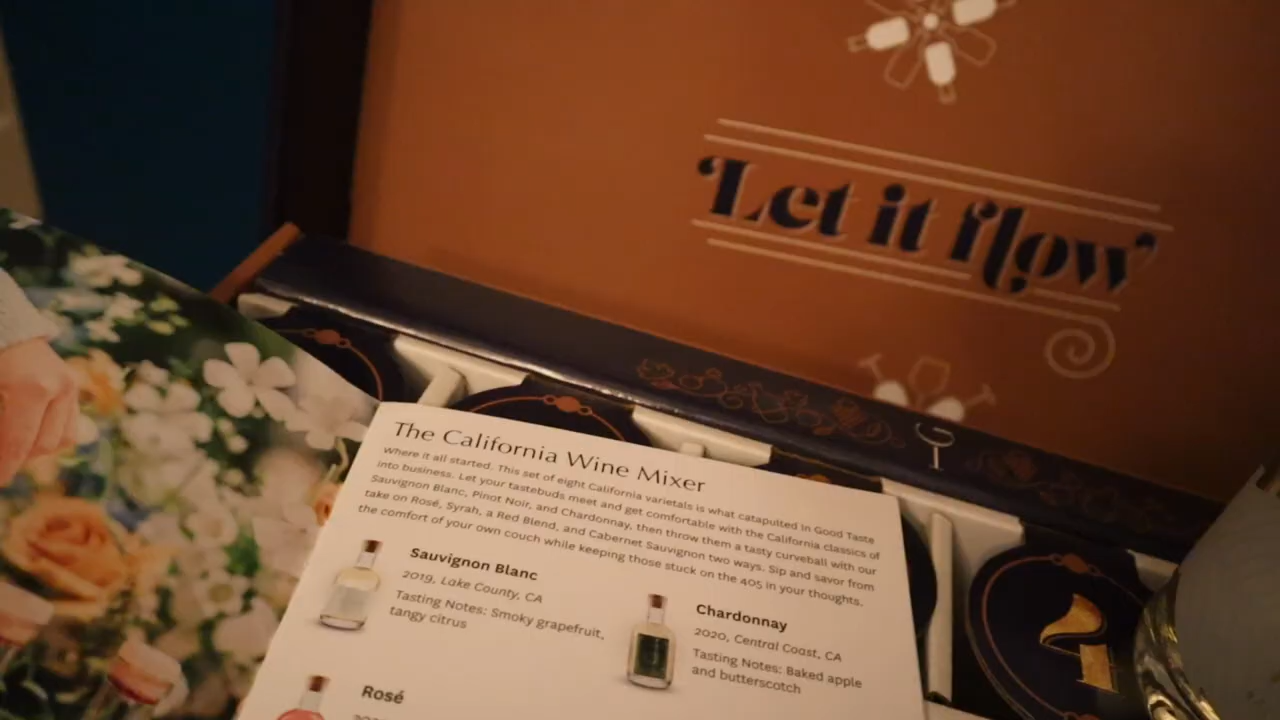 'Let it flow'
The California Wine Mixer
Where it all started. This set of eight California varietals is what catapulted In Good Taste
into business. Let your tastebuds meet and get comfortable with the California classics of
Sauvignon Blanc, Pinot Noir, and Chardonnay, then throw them a tasty curveball with our
take on Rosé, Syrah, a Red Blend, and Cabernet Sauvignon two ways. Sip and savor from
the comfort of your own couch while keeping those stuck on the 405 in your thoughts.
Sauvignon Blanc
2019, Lake County, CA
Tasting Notes: Smoky grapefruit,
tangy citrus
Chardonnay
2020, Central Coast, CA
Tasting Notes: Baked apple
and butterscotch
Rosé